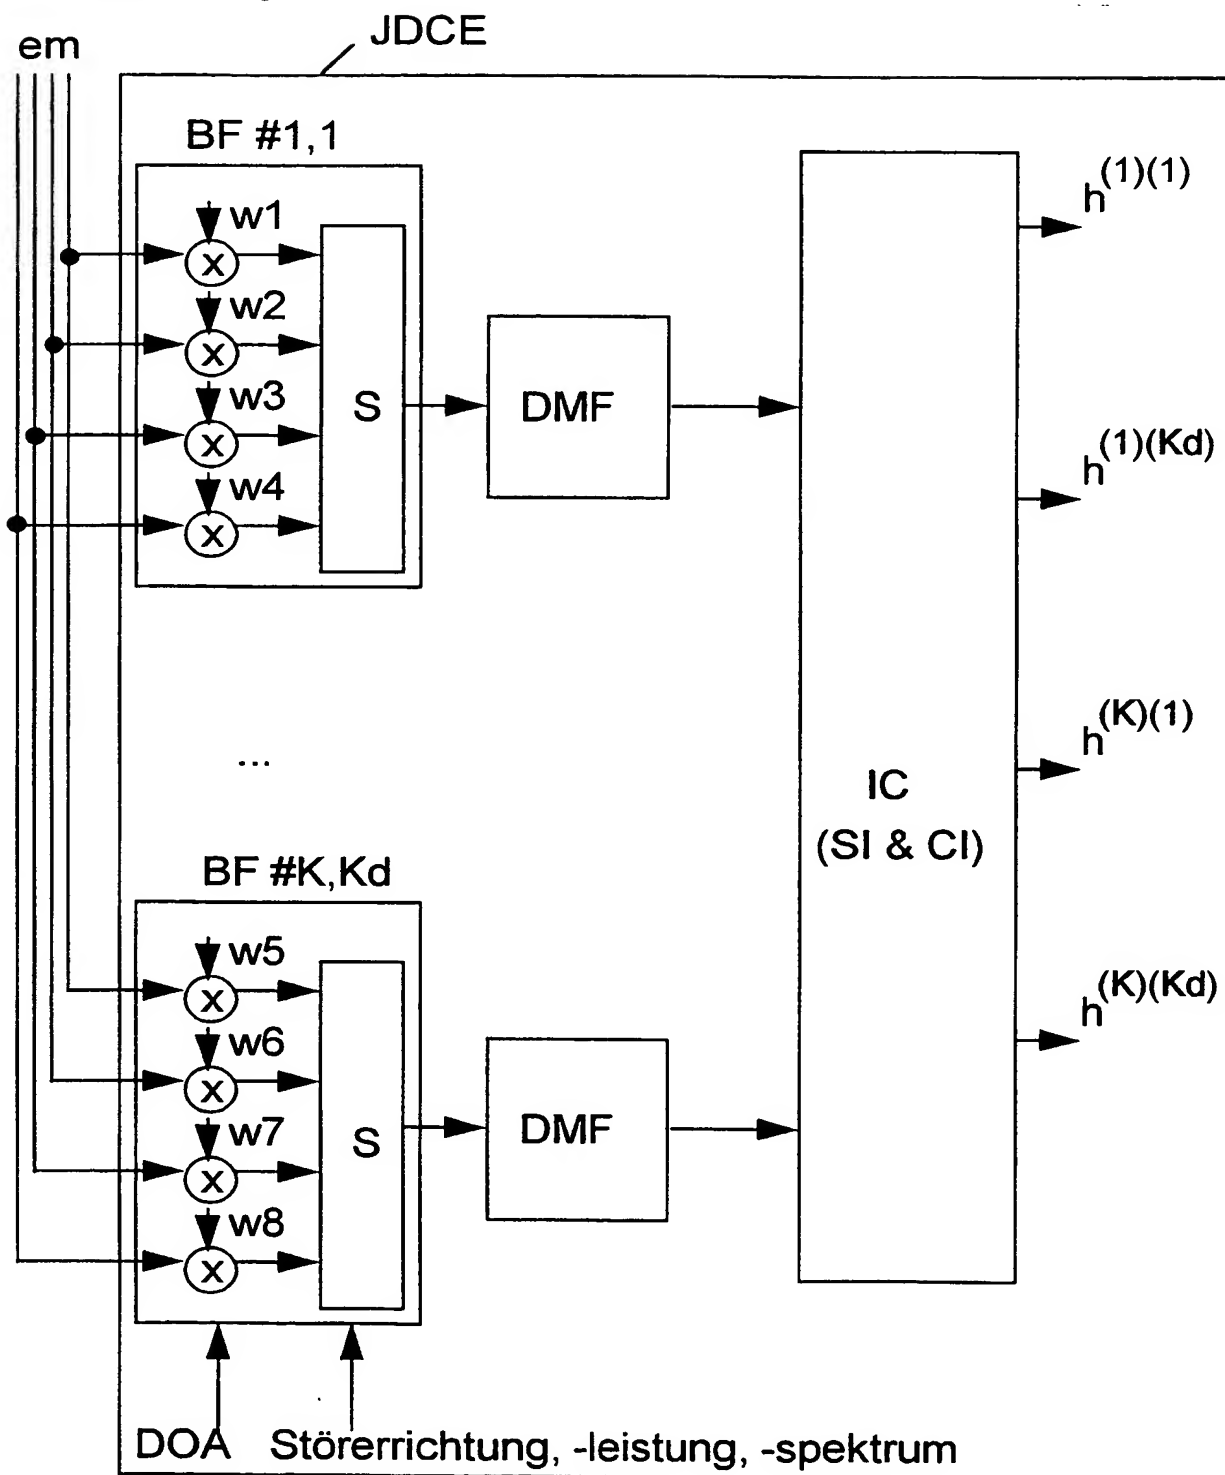 em
JDCE
BF #1,1
w1
x
w2
x
w3
x
w4
x
S
DMF
h(1)(1)
h(1)(Kd)
h(K)(1)
h(K)(Kd)
IC
(SI & CI)
...
BF #K,Kd
w5
x
w6
x
w7
x
w8
x
S
DMF
DOA
Störerrichtung, -leistung, -spektrum